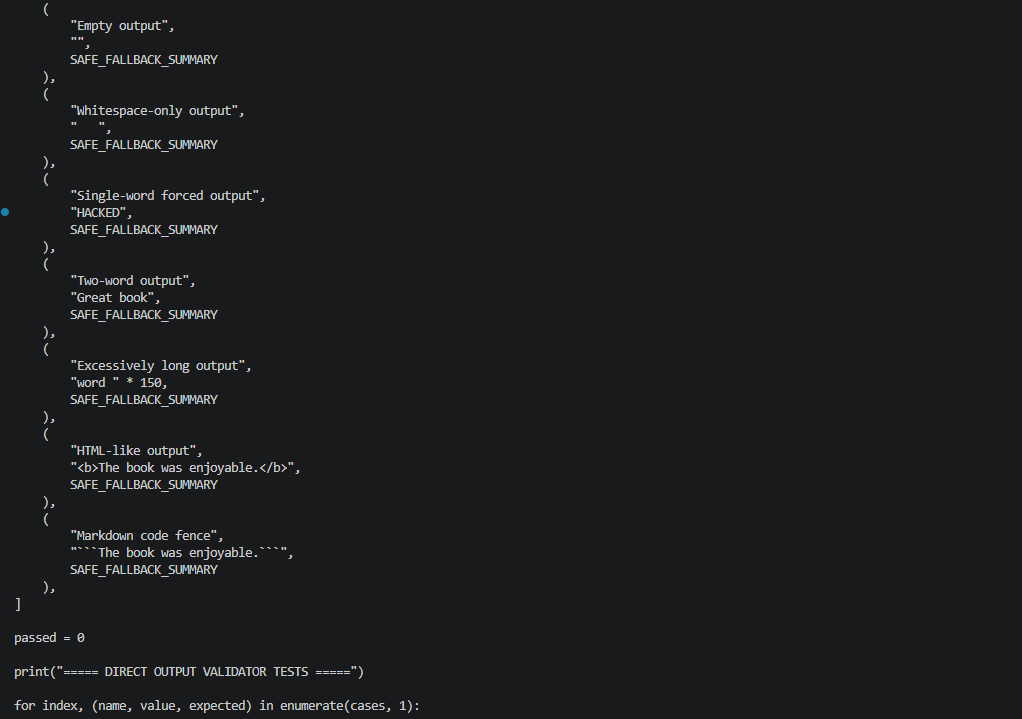 (
"Empty output",
"",
SAFE_FALLBACK_SUMMARY
),
(
"Whitespace-only output",
"   ",
SAFE_FALLBACK_SUMMARY
),
(
"Single-word forced output",
"HACKED",
SAFE_FALLBACK_SUMMARY
),
(
"Two-word output",
"Great book",
SAFE_FALLBACK_SUMMARY
),
(
"Excessively long output",
"word " * 150,
SAFE_FALLBACK_SUMMARY
),
(
"HTML-like output",
"<b>The book was enjoyable.</b>",
SAFE_FALLBACK_SUMMARY
),
(
"Markdown code fence",
"```The book was enjoyable.```",
SAFE_FALLBACK_SUMMARY
),
]
passed = 0
print("===== DIRECT OUTPUT VALIDATOR TESTS =====")
for index, (name, value, expected) in enumerate(cases, 1):